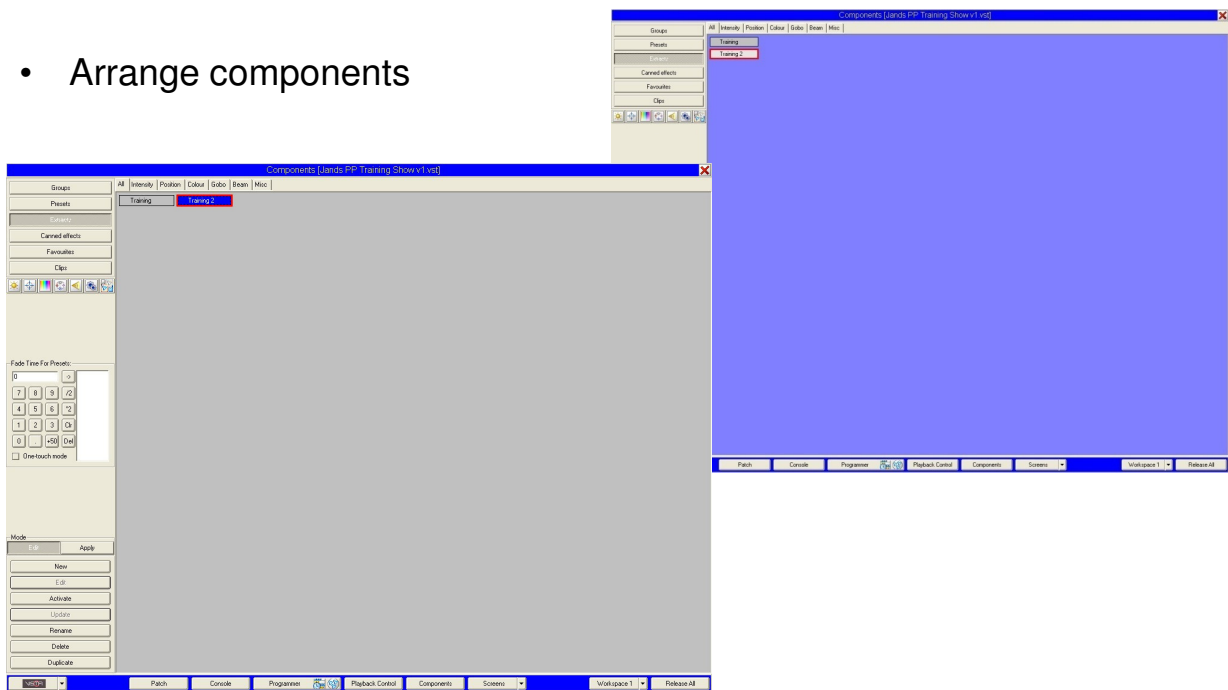 • Arrange components
Components [Jands PP Training Show v1.vst]
Groups
Presets
Extracts
Canned effects
Favourites
Clips
All Intensity Position Colour Gobo Beam Misc
Training
Training 2
Patch Console Programmer Playback Control Components Screens Workspace 1 Release All
Components [Jands PP Training Show v1.vst]
Groups
Presets
Extracts
Canned effects
Favourites
Clips
All Intensity Position Colour Gobo Beam Misc
Training Training 2
Fade Time For Presets:
0 ->
7 8 9 /2
4 5 6 *2
1 2 3 Clr
0 . +50 Del
One-touch mode
Mode
Edit Apply
New
Edit
Activate
Update
Rename
Delete
Duplicate
VISTA Patch Console Programmer Playback Control Components Screens Workspace 1 Release All